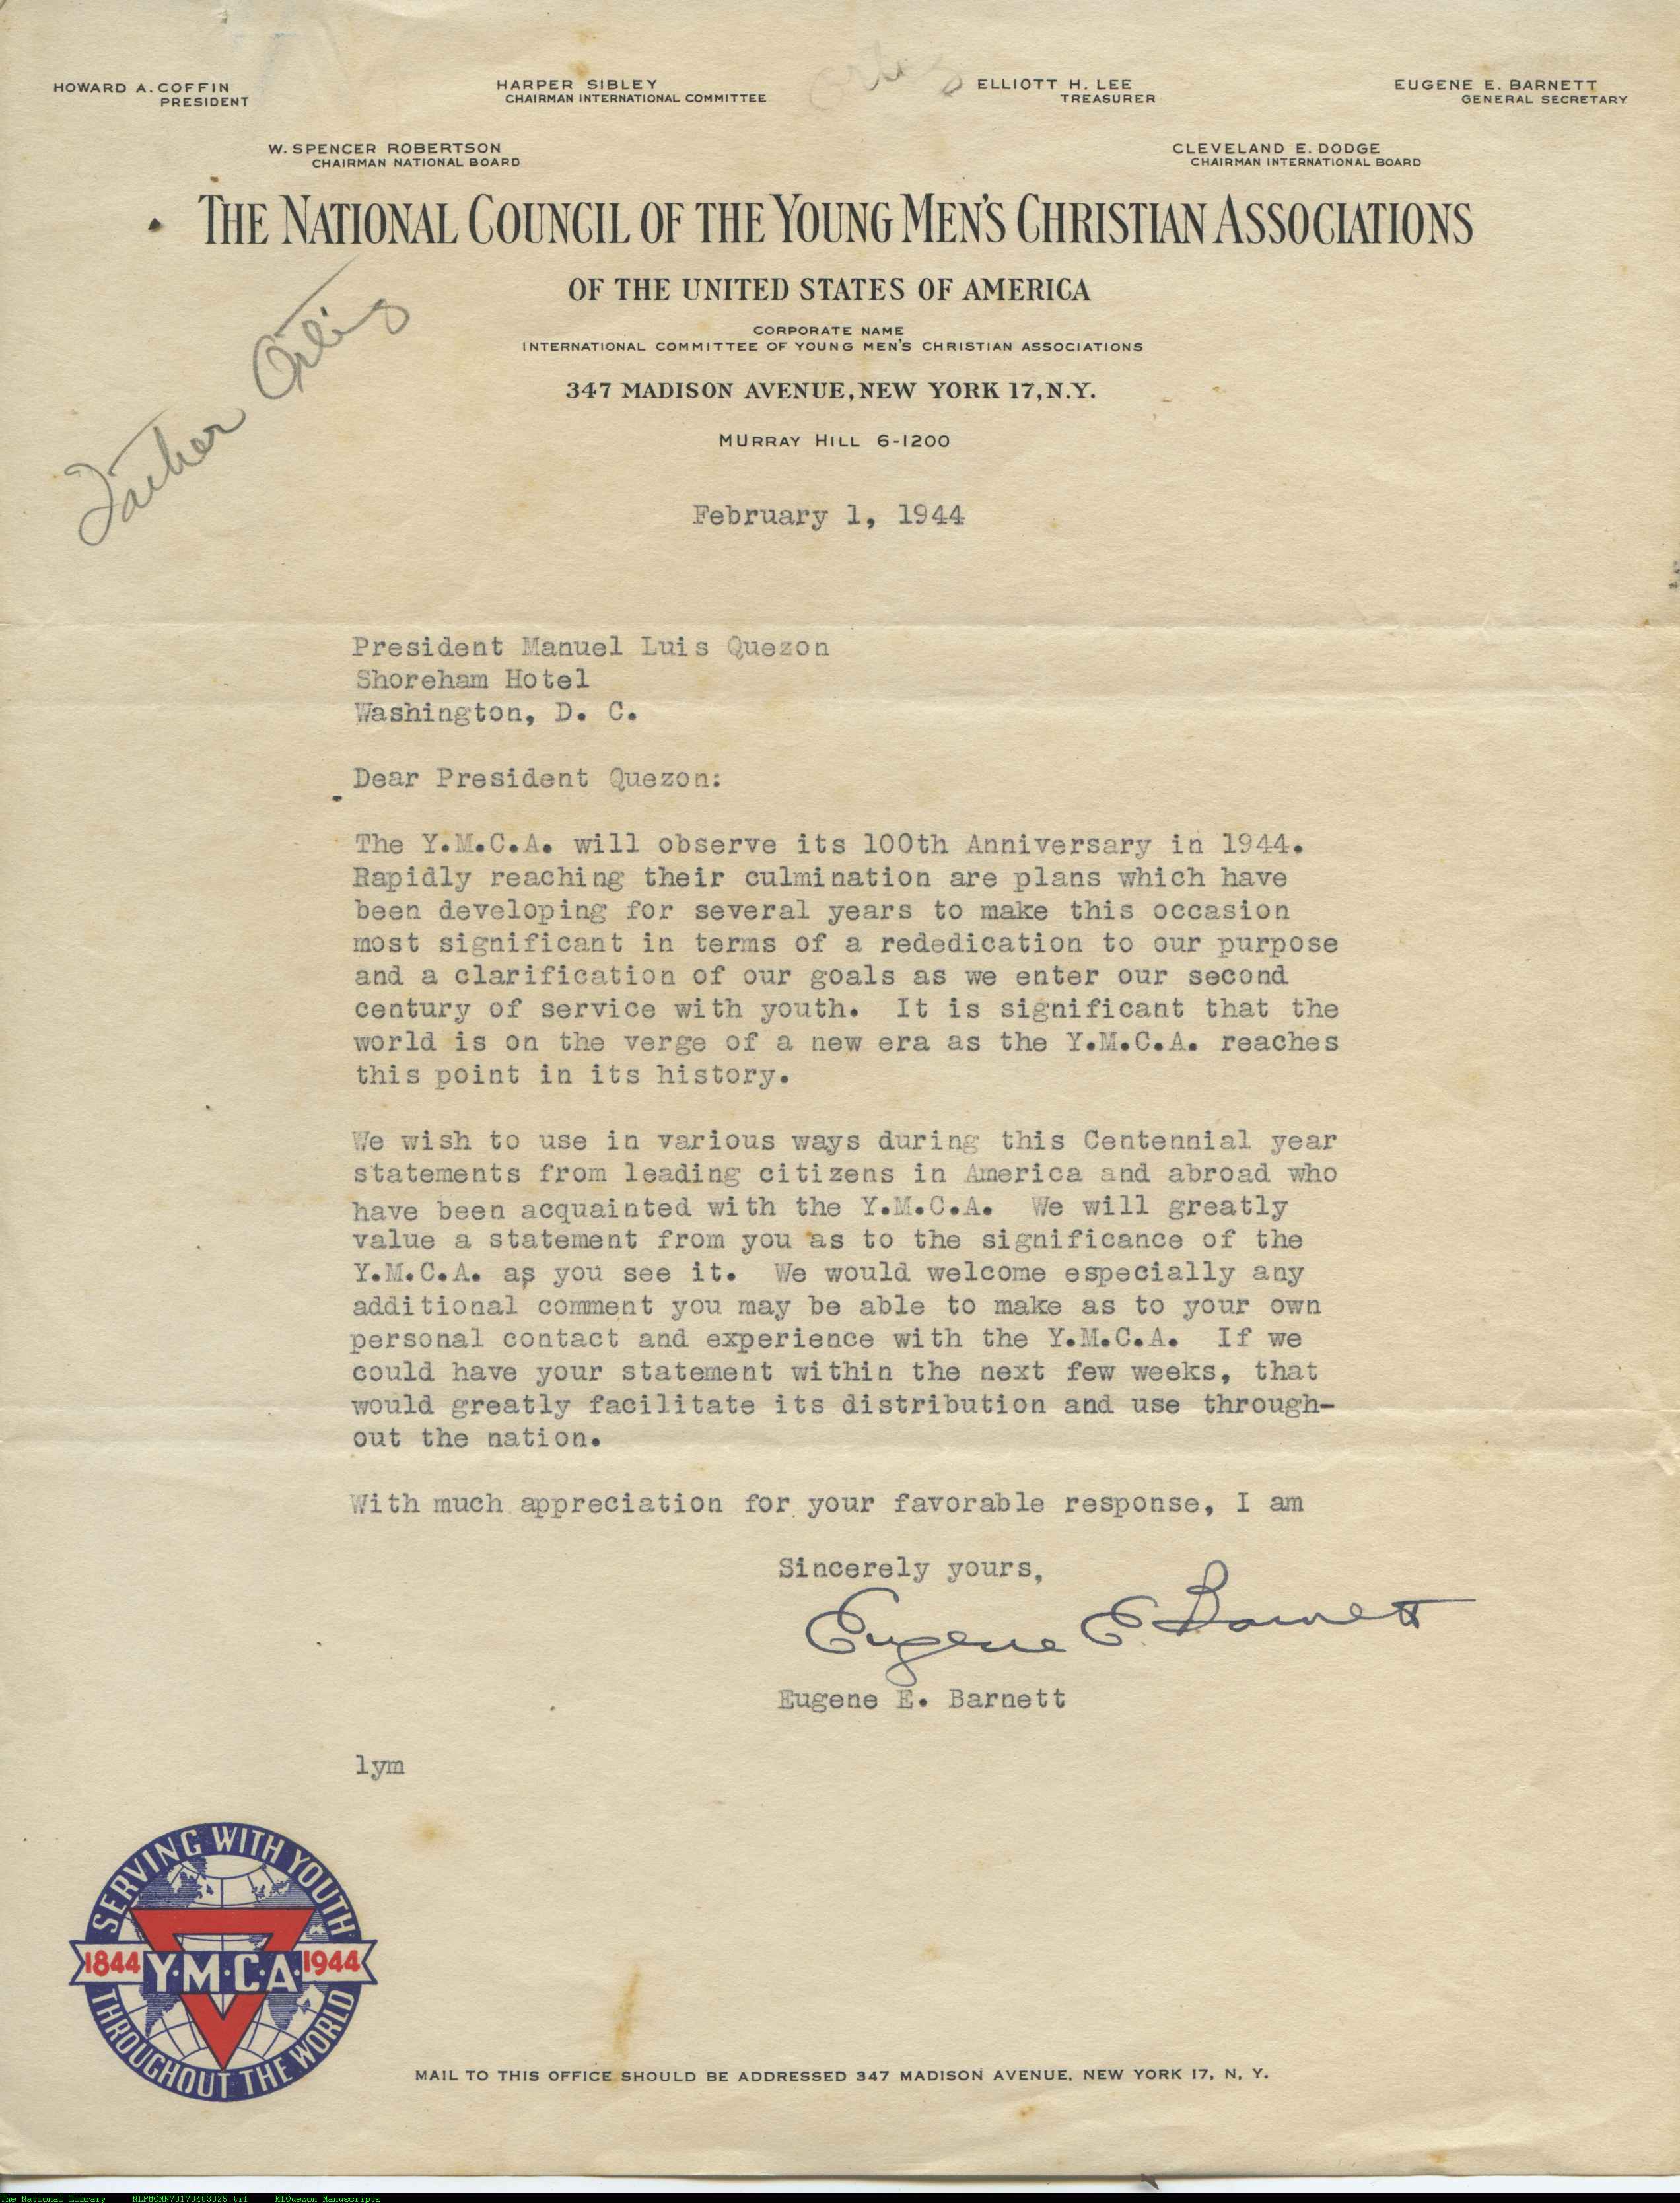 HOWARD A. COFFIN
PRESIDENT
HARPER SIBLEY
CHAIRMAN INTERNATIONAL COMMITTEE
ELLIOTT H. LEE
TREASURER
EUGENE E. BARNETT
GENERAL SECRETARY
W. SPENCER ROBERTSON
CHAIRMAN NATIONAL BOARD
CLEVELAND E. DODGE
CHAIRMAN INTERNATIONAL BOARD
THE NATIONAL COUNCIL OF THE YOUNG MEN'S CHRISTIAN ASSOCIATIONS
OF THE UNITED STATES OF AMERICA
CORPORATE NAME
INTERNATIONAL COMMITTEE OF YOUNG MEN'S CHRISTIAN ASSOCIATIONS
347 MADISON AVENUE, NEW YORK 17, N.Y.
MURRAY HILL 6-1200
Father Ortiz
February 1, 1944
President Manuel Luis Quezon
Shoreham Hotel
Washington, D. C.
Dear President Quezon:
The Y.M.C.A. will observe its 100th Anniversary in 1944.
Rapidly reaching their culmination are plans which have
been developing for several years to make this occasion
most significant in terms of a rededication to our purpose
and a clarification of our goals as we enter our second
century of service with youth. It is significant that the
world is on the verge of a new era as the Y.M.C.A. reaches
this point in its history.
We wish to use in various ways during this Centennial year
statements from leading citizens in America and abroad who
have been acquainted with the Y.M.C.A. We will greatly
value a statement from you as to the significance of the
Y.M.C.A. as you see it. We would welcome especially any
additional comment you may be able to make as to your own
personal contact and experience with the Y.M.C.A. If we
could have your statement within the next few weeks, that
would greatly facilitate its distribution and use through-
out the nation.
With much appreciation for your favorable response, I am
Sincerely yours,
Eugene E Barnett
Eugene E. Barnett
lym
SERVING WITH YOUTH
1844 Y·M·C·A· 1944
THROUGHOUT THE WORLD
MAIL TO THIS OFFICE SHOULD BE ADDRESSED 347 MADISON AVENUE, NEW YORK 17, N. Y.
The National Library NLPMQMN70170403025 tif MLQuezon Manuscripts